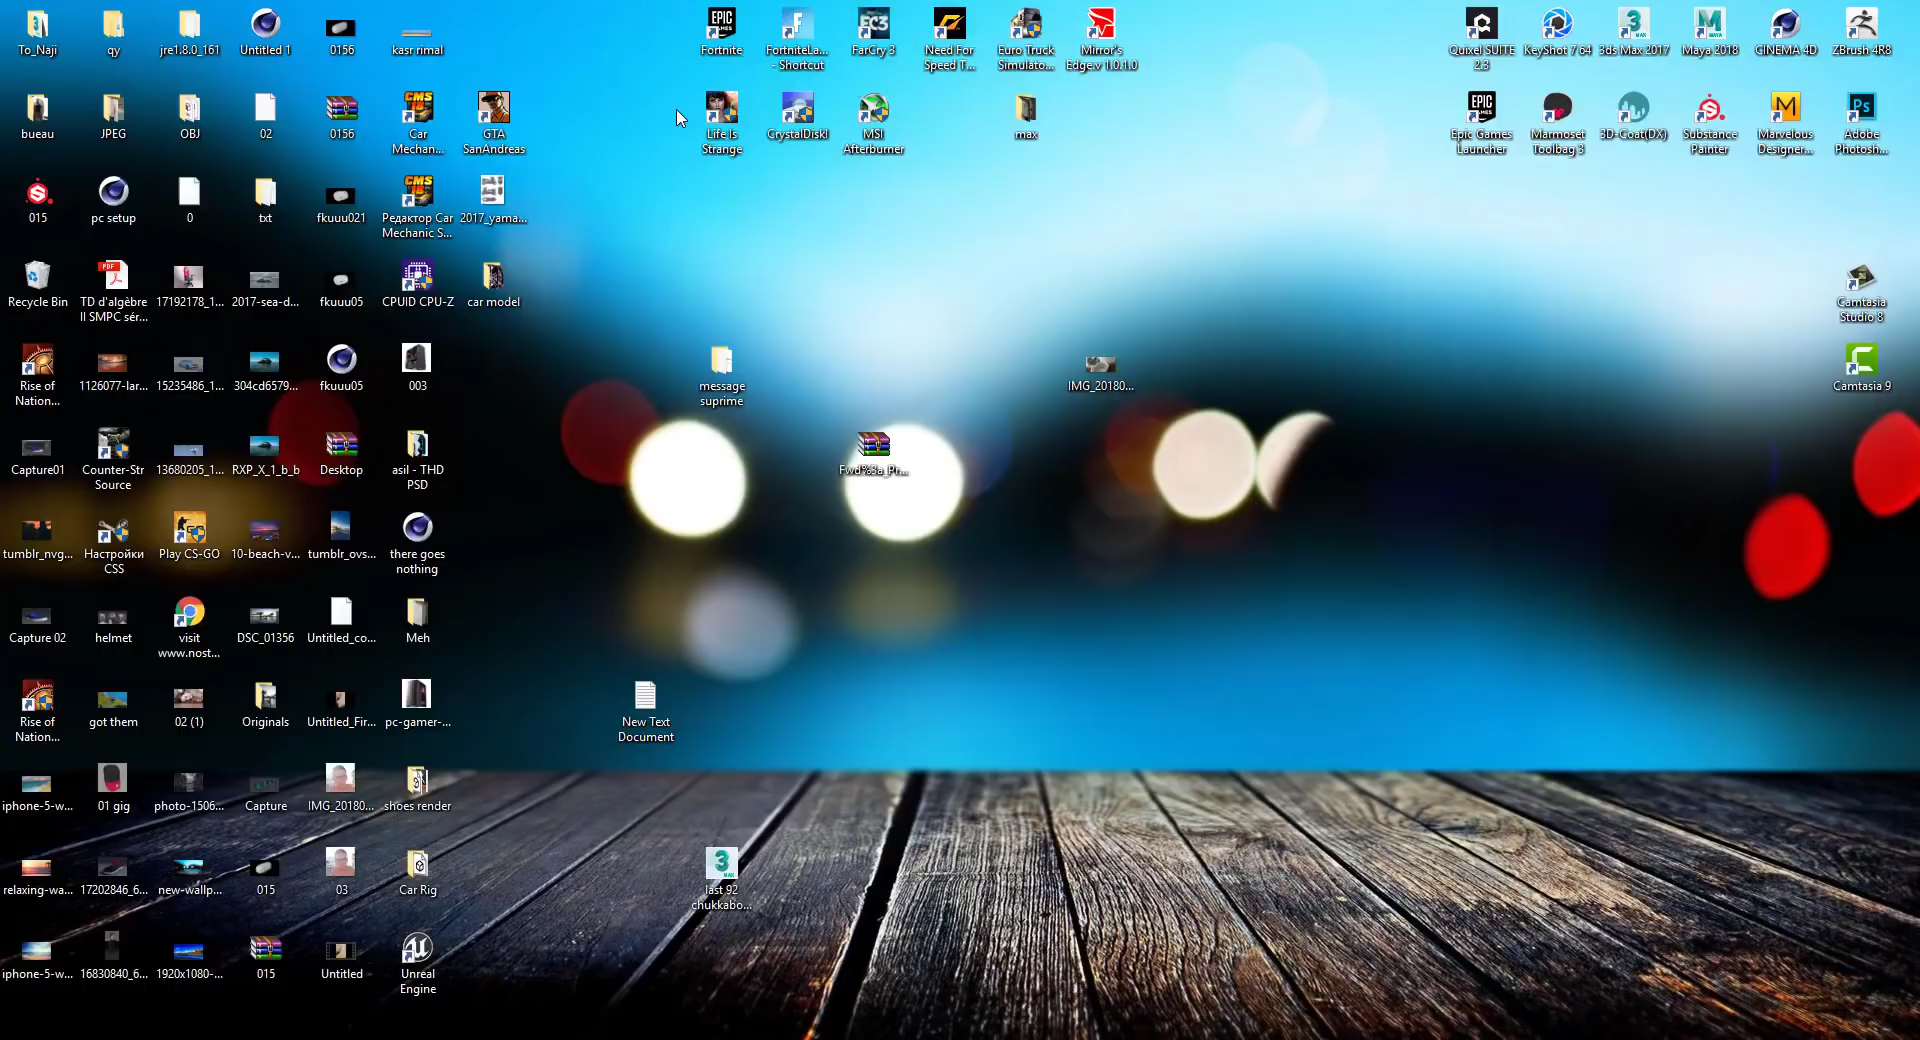 To_Naji
qy
jre1.8.0_161
Untitled 1
0156
kasr rimal
Fortnite
FortniteLa...
- Shortcut
FarCry 3
Need For
Speed T...
Euro Truck
Simulato...
Mirror's
Edge.v 1.0.1.0
Quixel SUITE
2.3
KeyShot 7 64
3ds Max 2017
Maya 2018
CINEMA 4D
ZBrush 4R8
bueau
JPEG
OBJ
02
0156
Car
Mechan...
GTA
SanAndreas
Life Is
Strange
CrystalDiskI
MSI
Afterburner
max
Epic Games
Launcher
Marmoset
Toolbag 3
3D-Coat(DX)
Substance
Painter
Marvelous
Designer...
Adobe
Photosh...
015
pc setup
0
txt
fkuuu021
Редактор Car
Mechanic S...
2017_yama...
Recycle Bin
TD d'algèbre
II SMPC sér...
17192178_1...
2017-sea-d...
fkuuu05
CPUID CPU-Z
car model
Camtasia
Studio 8
Rise of
Nation...
1126077-lar...
15235486_1...
304cd6579...
fkuuu05
003
message
suprime
IMG_20180...
Camtasia 9
Capture01
Counter-Str
Source
13680205_1...
RXP_X_1_b_b
Desktop
asil - THD
PSD
Fwd%3a_Pr...
tumblr_nvg...
Настройки
CSS
Play CS-GO
10-beach-v...
tumblr_ovs...
there goes
nothing
Capture 02
helmet
visit
www.nost...
DSC_01356
Untitled_co...
Meh
Rise of
Nation...
got them
02 (1)
Originals
Untitled_Fir...
pc-gamer-...
New Text
Document
iphone-5-w...
01 gig
photo-1506...
Capture
IMG_20180...
shoes render
relaxing-wa...
17202846_6...
new-wallp...
015
03
Car Rig
last 92
chukkabo...
iphone-5-w...
16830840_6...
1920x1080-...
015
Untitled
Unreal
Engine